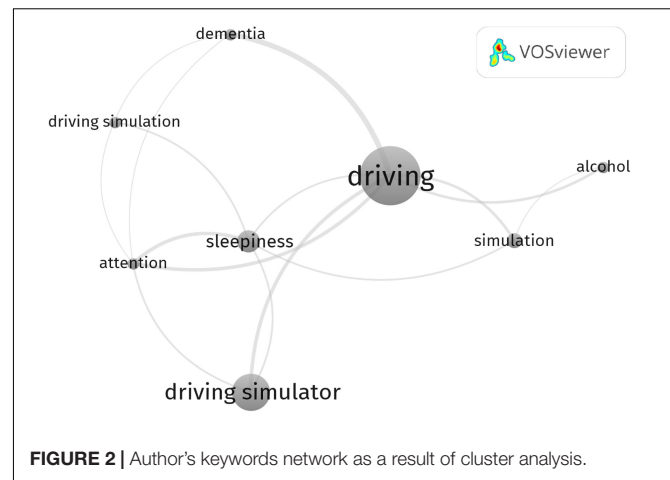 dementia
VOSviewer
driving simulation
driving
alcohol
sleepiness
simulation
attention
driving simulator
FIGURE 2 | Author's keywords network as a result of cluster analysis.